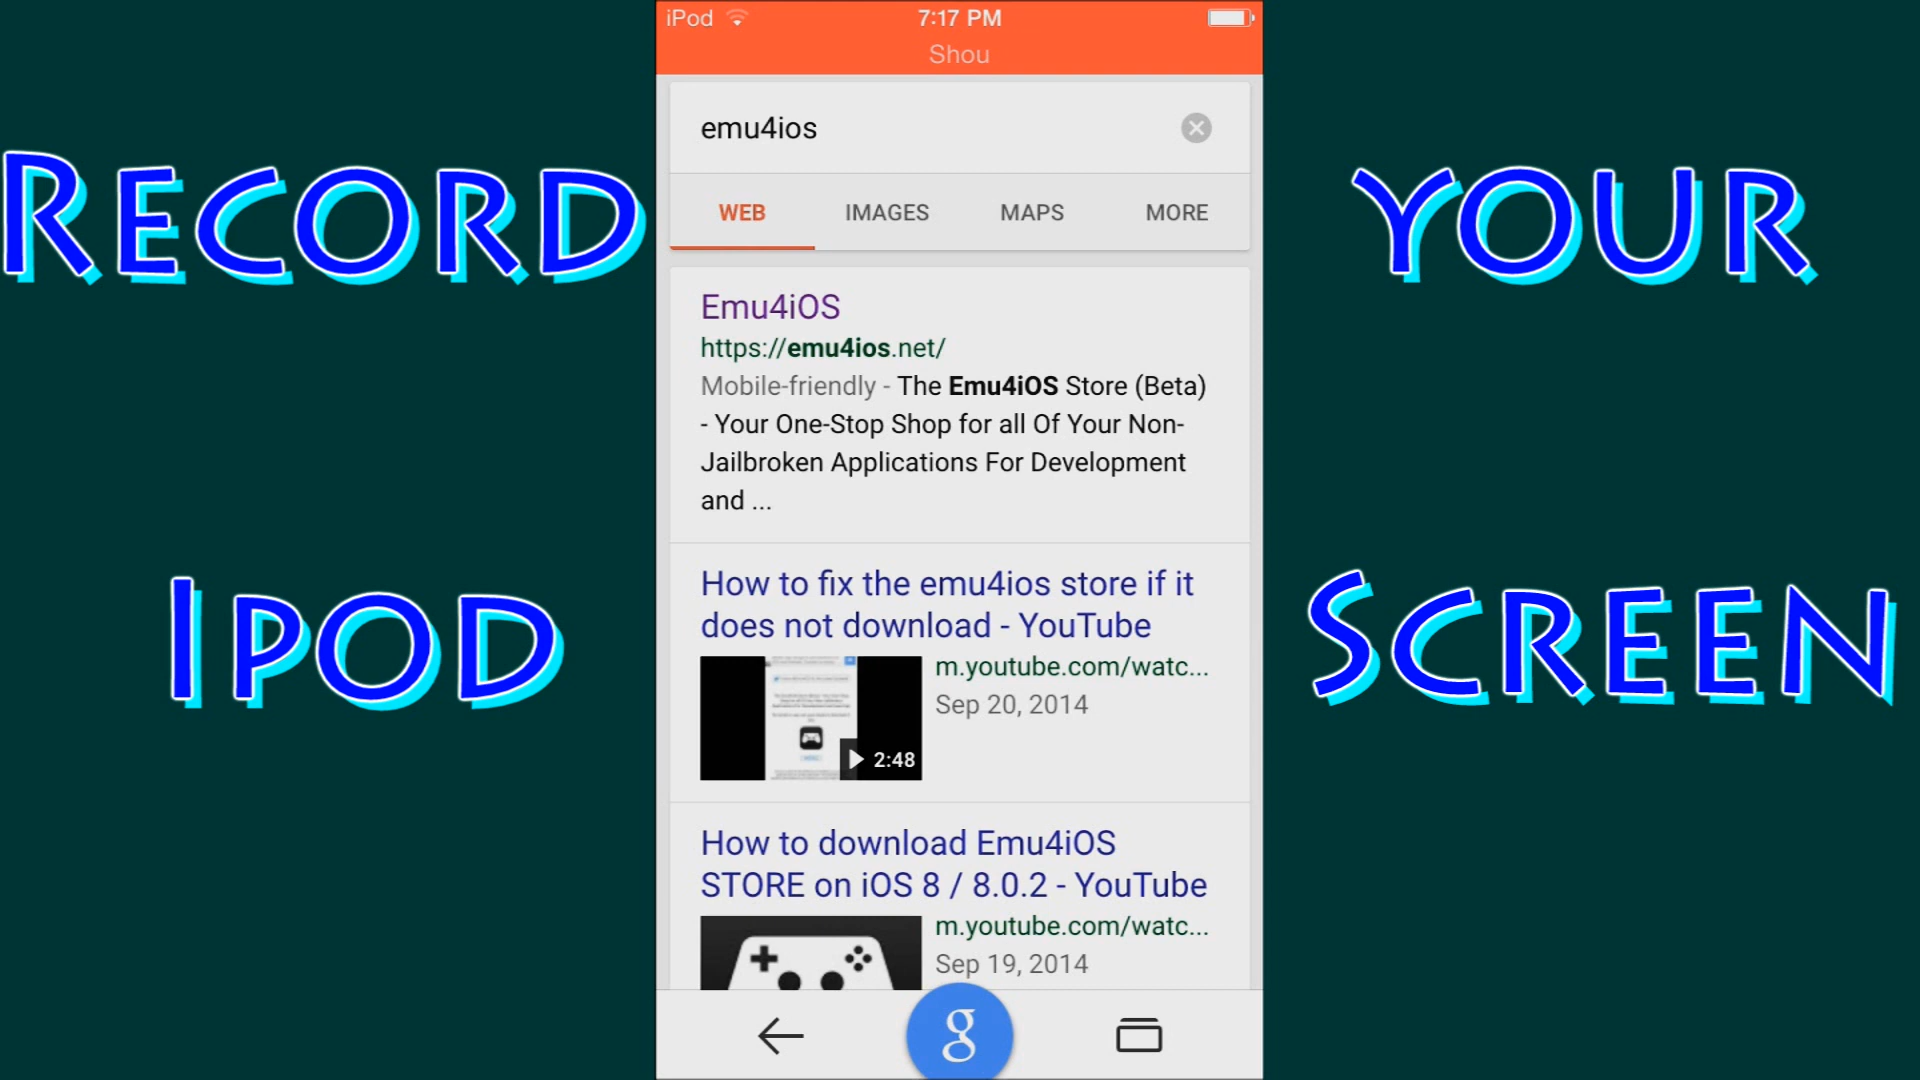 iPod 7:17 PM
Shou
emu4ios
WEB IMAGES MAPS MORE
RECORD YOUR
IPOD SCREEN
Emu4iOS
https://emu4ios.net/
Mobile-friendly - The Emu4iOS Store (Beta)
- Your One-Stop Shop for all Of Your Non-
Jailbroken Applications For Development
and ...
How to fix the emu4ios store if it
does not download - YouTube
m.youtube.com/watc...
Sep 20, 2014
2:48
How to download Emu4iOS
STORE on iOS 8 / 8.0.2 - YouTube
m.youtube.com/watc...
Sep 19, 2014
g